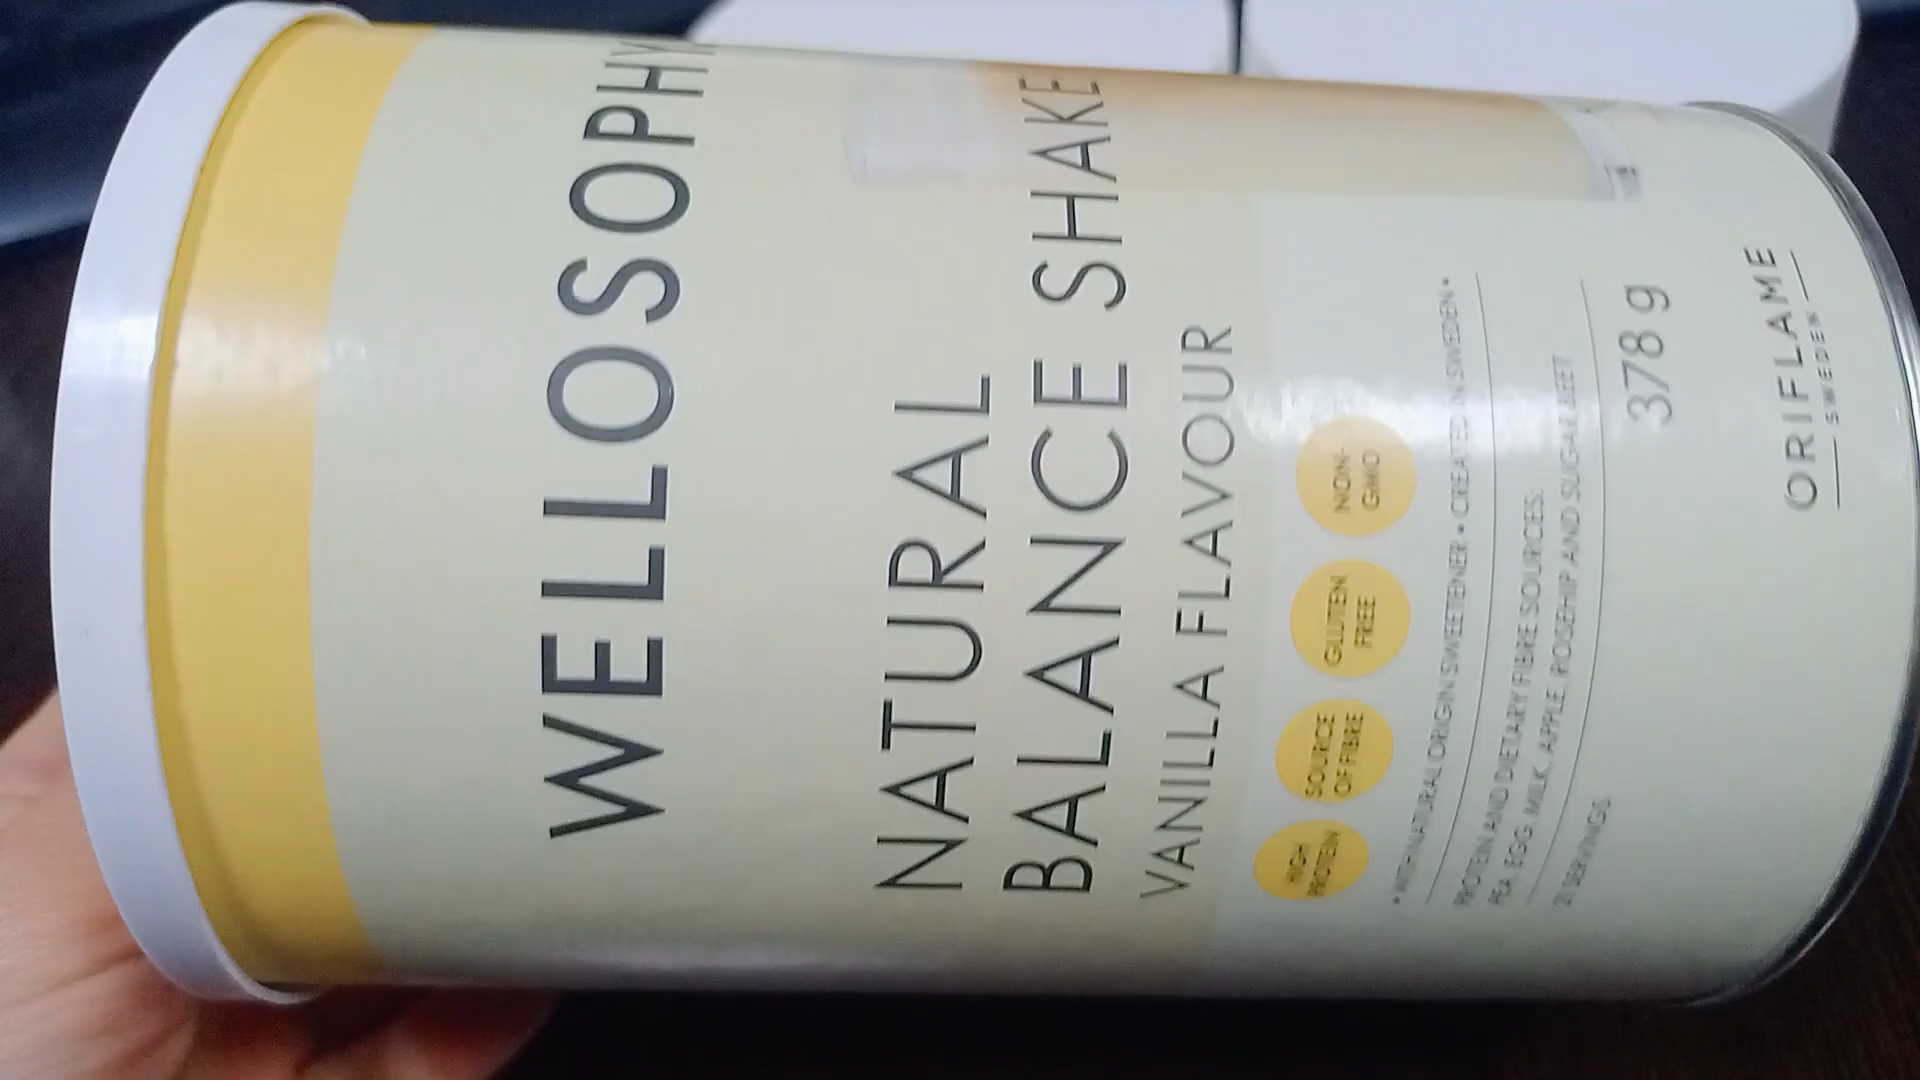 WELLOSOPHY
NATURAL
BALANCE SHAKE
VANILLA FLAVOUR
HIGH
PROTEIN
SOURCE
OF FIBRE
GLUTEN
FREE
NON-
GMO
• WITH NATURAL ORIGIN SWEETENER • CREATED IN SWEDEN •
PROTEIN AND DIETARY FIBRE SOURCES:
PEA, EGG, MILK, APPLE, ROSEHIP AND SUGAR BEET
21 SERVINGS
378 g
ORIFLAME
SWEDEN